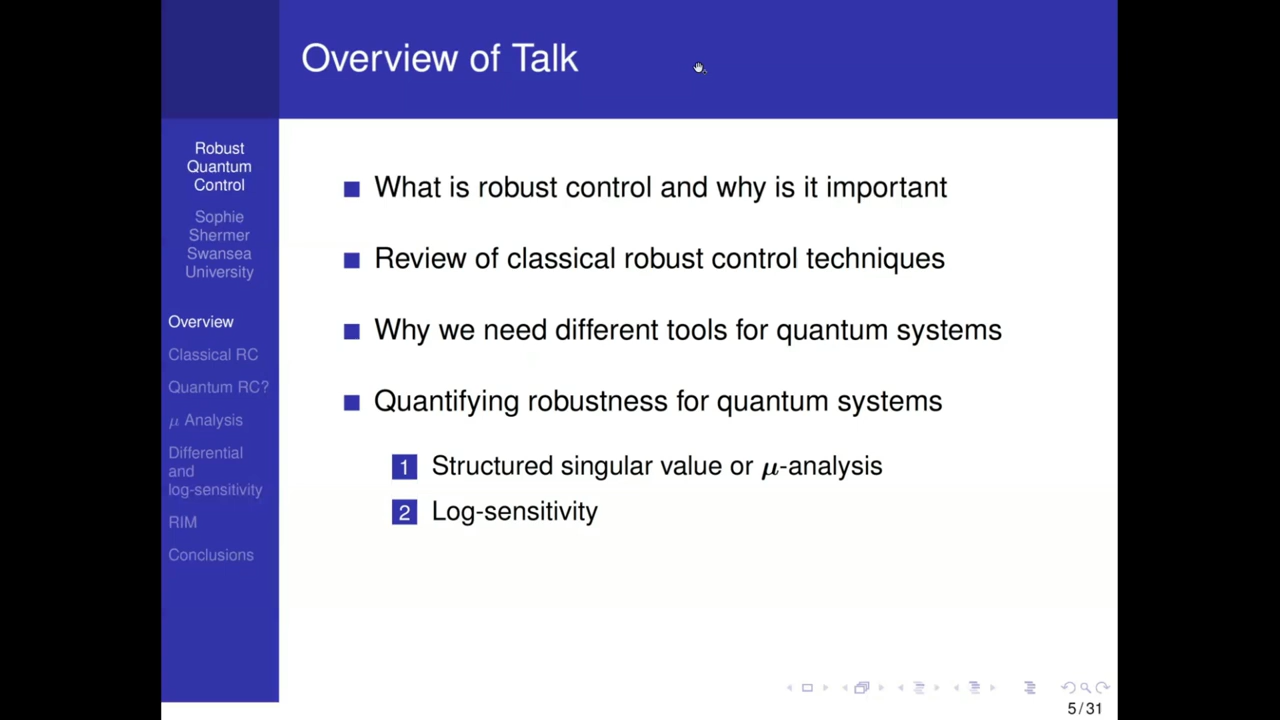 Overview of Talk
Robust
Quantum
Control
Sophie
Shermer
Swansea
University
Overview
Classical RC
Quantum RC?
μ Analysis
Differential
and
log-sensitivity
RIM
Conclusions
What is robust control and why is it important
Review of classical robust control techniques
Why we need different tools for quantum systems
Quantifying robustness for quantum systems
1 Structured singular value or μ-analysis
2 Log-sensitivity
5/31